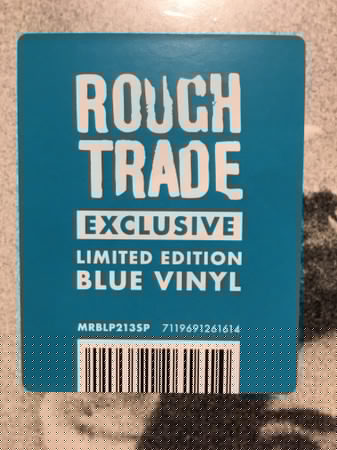 ROUGH
TRADE
EXCLUSIVE
LIMITED EDITION
BLUE VINYL
MRBLP213SP 7119691261614